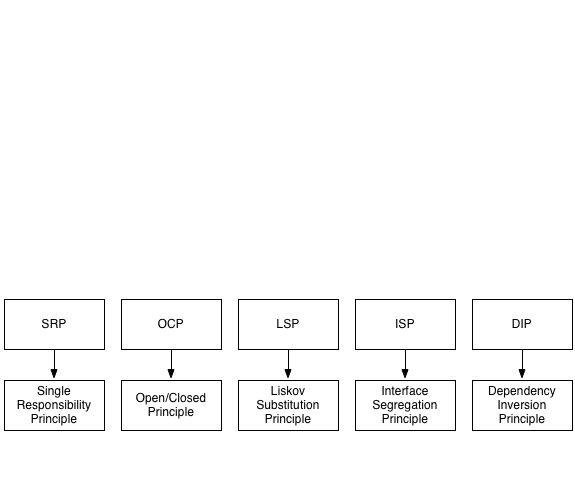 SRP
OCP
LSP
ISP
DIP
Single
Responsibility
Principle
Open/Closed
Principle
Liskov
Substitution
Principle
Interface
Segregation
Principle
Dependency
Inversion
Principle